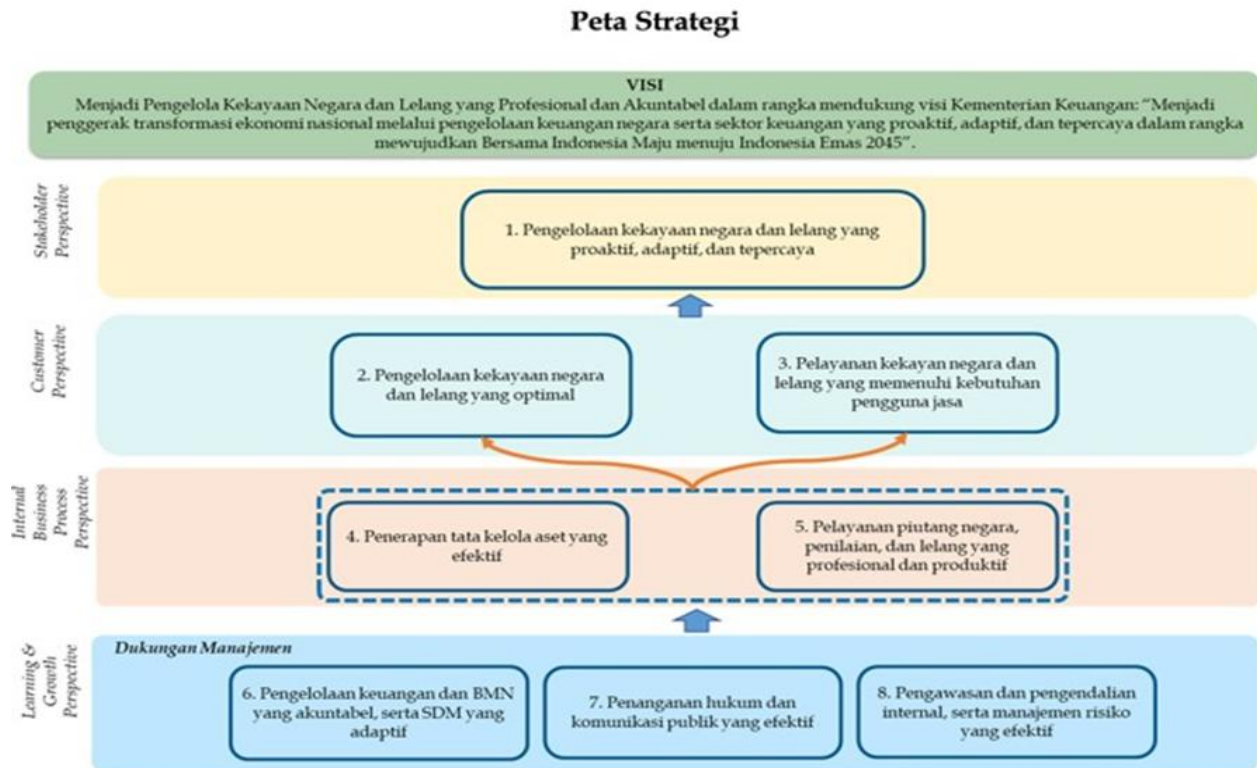 Peta Strategi
VISI
Menjadi Pengelola Kekayaan Negara dan Lelang yang Profesional dan Akuntabel dalam rangka mendukung visi Kementerian Keuangan: “Menjadi
penggerak transformasi ekonomi nasional melalui pengelolaan keuangan negara serta sektor keuangan yang proaktif, adaptif, dan tepercaya dalam rangka
mewujudkan Bersama Indonesia Maju menuju Indonesia Emas 2045”.
Stakeholder
Perspective
1. Pengelolaan kekayaan negara dan lelang yang
proaktif, adaptif, dan tepercaya
Customer
Perspective
2. Pengelolaan kekayaan negara
dan lelang yang optimal
3. Pelayanan kekayan negara dan
lelang yang memenuhi kebutuhan
pengguna jasa
Internal
Business
Process
Perspective
4. Penerapan tata kelola aset yang
efektif
5. Pelayanan piutang negara,
penilaian, dan lelang yang
profesional dan produktif
Learning &
Growth
Perspective
Dukungan Manajemen
6. Pengelolaan keuangan dan BMN
yang akuntabel, serta SDM yang
adaptif
7. Penanganan hukum dan
komunikasi publik yang efektif
8. Pengawasan dan pengendalian
internal, serta manajemen risiko
yang efektif